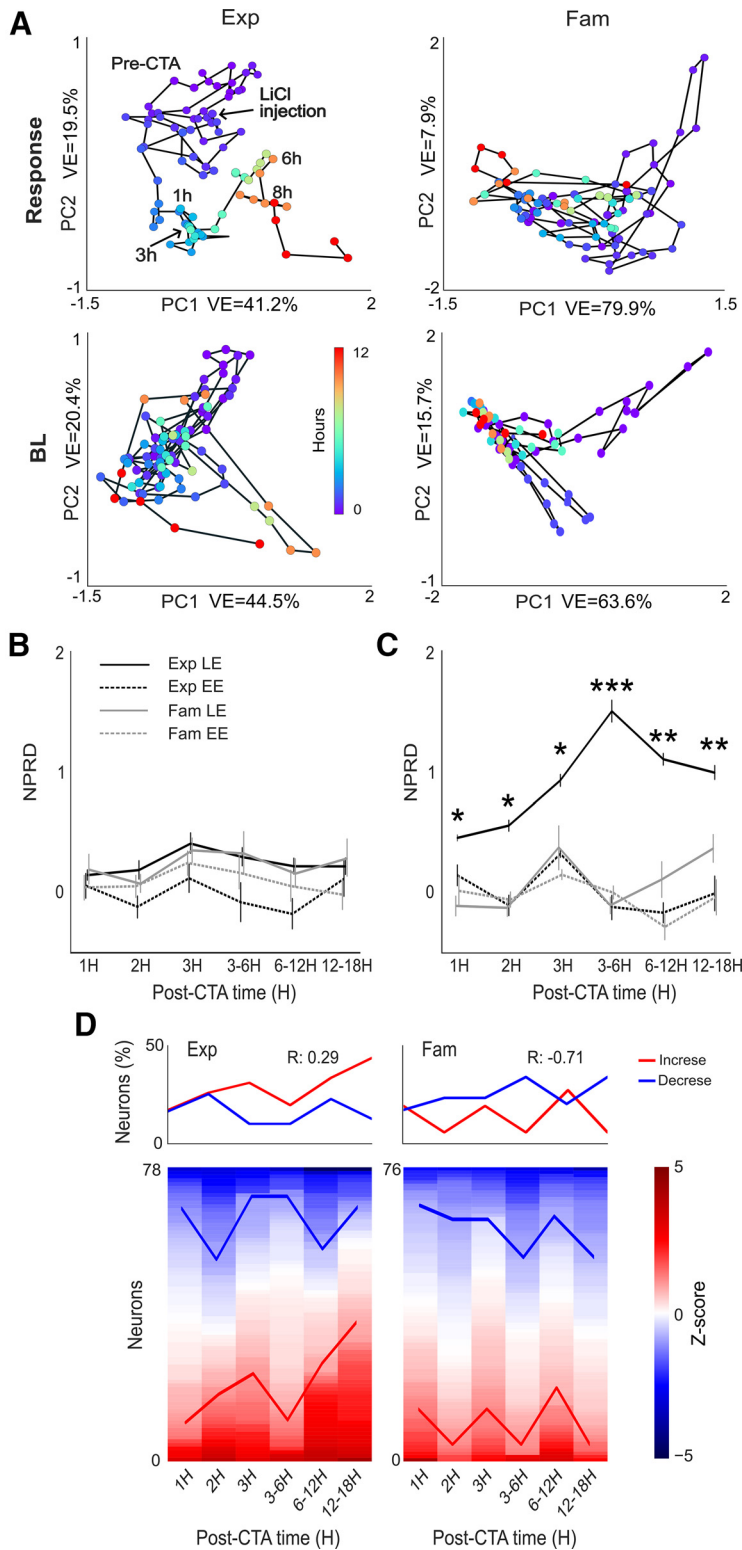 A
Exp
Fam
Response
1
PC2 VE=19.5%
-1
Pre-CTA
LiCl
injection
6h
1h
8h
3h
-1.5
PC1 VE=41.2%
2
2
PC2 VE=7.9%
-2
-1.5
PC1 VE=79.9%
1.5
BL
1
PC2 VE=20.4%
-1
-1.5
PC1 VE=44.5%
2
12
Hours
0
2
PC2 VE=15.7%
-1
-2
PC1 VE=63.6%
2
B
2
NPRD
1
0
Exp LE
Exp EE
Fam LE
Fam EE
1H 2H 3H 3-6H 6-12H 12-18H
Post-CTA time (H)
C
2
NPRD
1
0
* * * *** ** **
1H 2H 3H 3-6H 6-12H 12-18H
Post-CTA time (H)
D
50
Neurons (%)
0
Exp
R: 0.29
Fam
R: -0.71
Increse
Decrese
78
Neurons
0
76
0
5
0
−5
Z-score
1H 2H 3H 3-6H 6-12H 12-18H
Post-CTA time (H)
1H 2H 3H 3-6H 6-12H 12-18H
Post-CTA time (H)